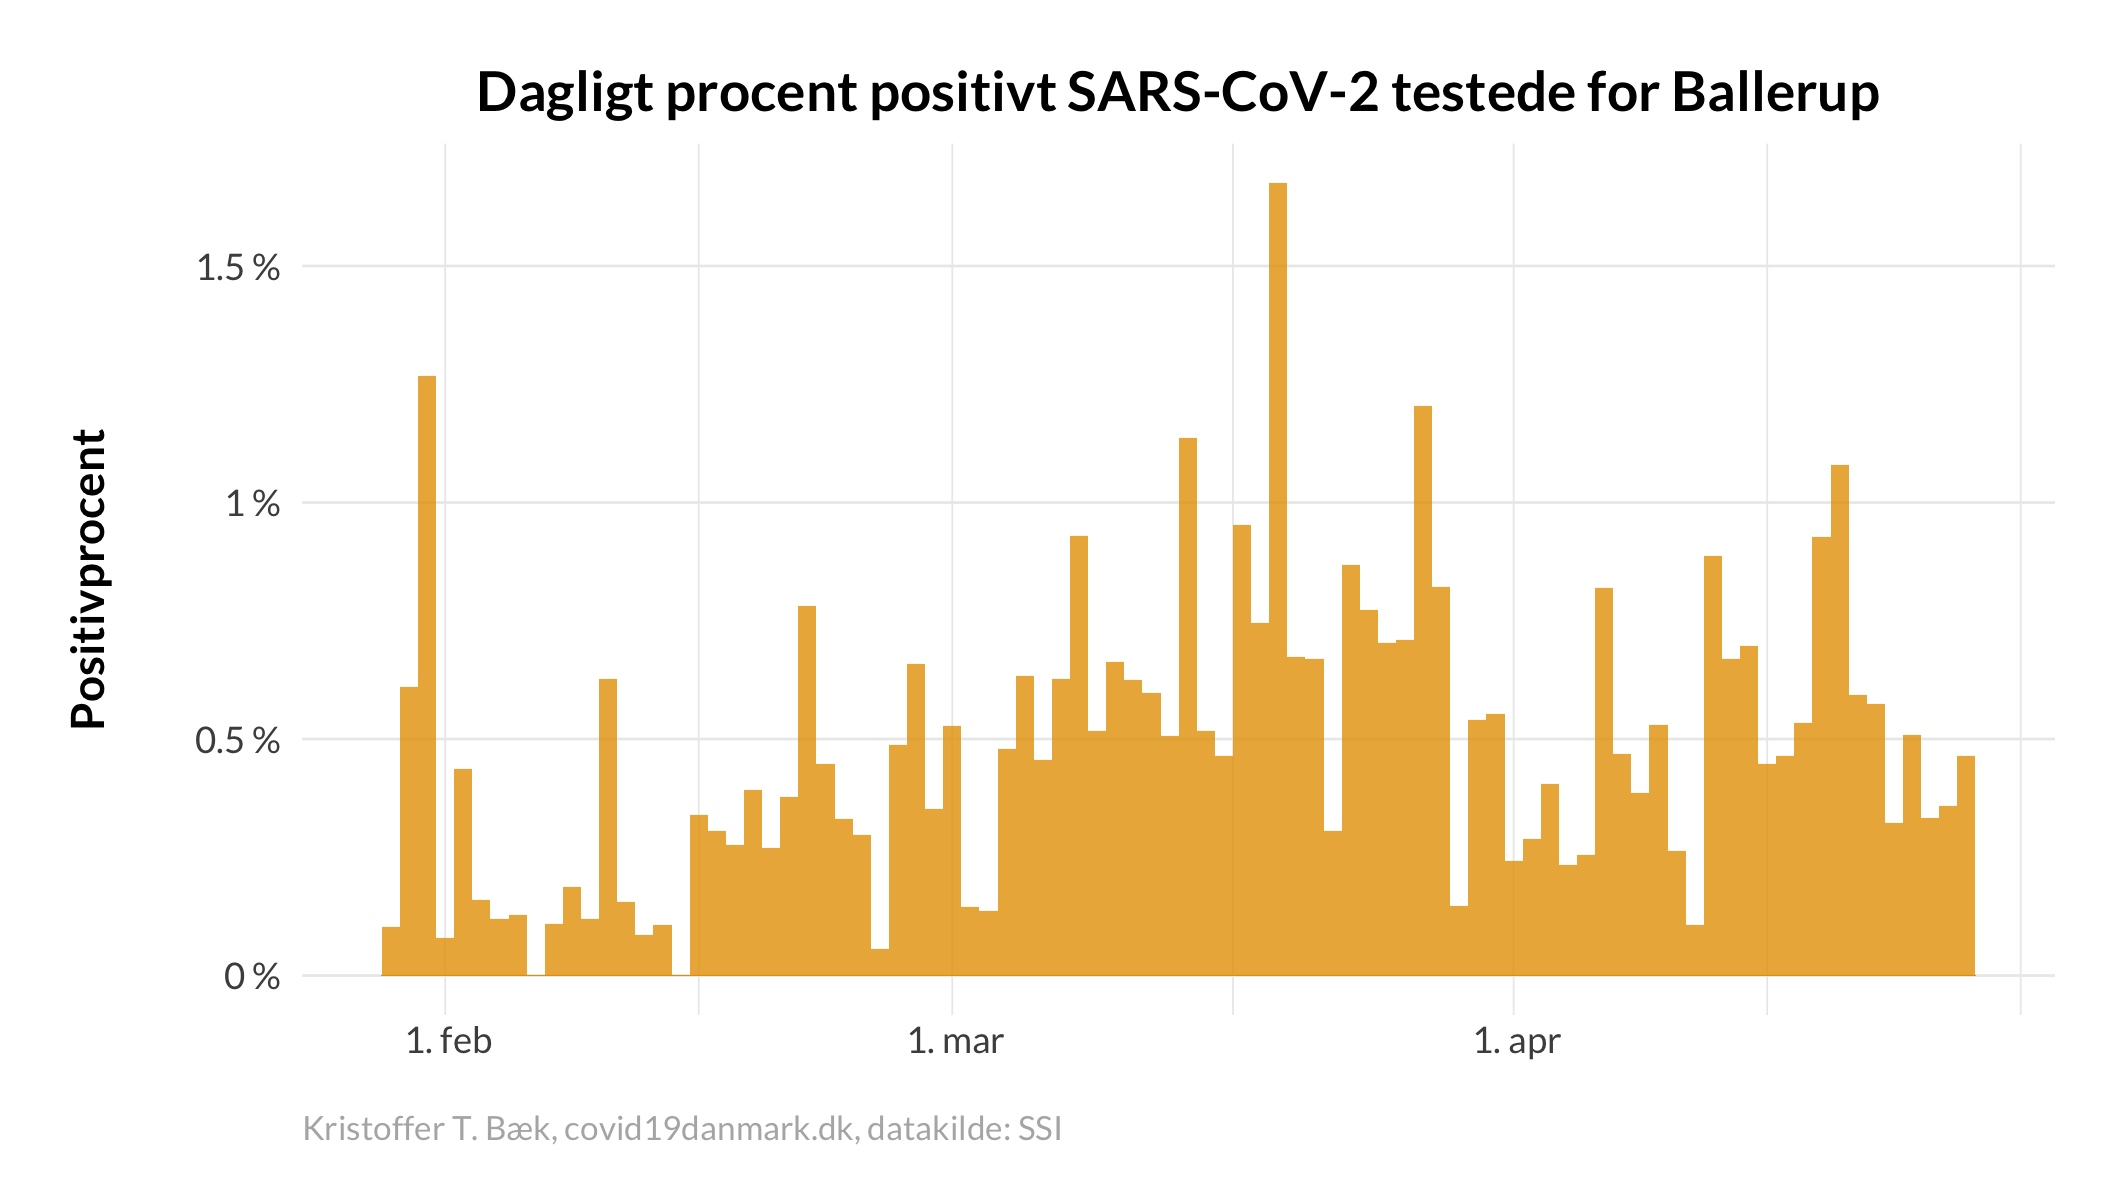 Dagligt procent positivt SARS-CoV-2 testede for Ballerup
Positivprocent
1.5 %
1 %
0.5 %
0 %
1. feb
1. mar
1. apr
Kristoffer T. Bæk, covid19danmark.dk, datakilde: SSI